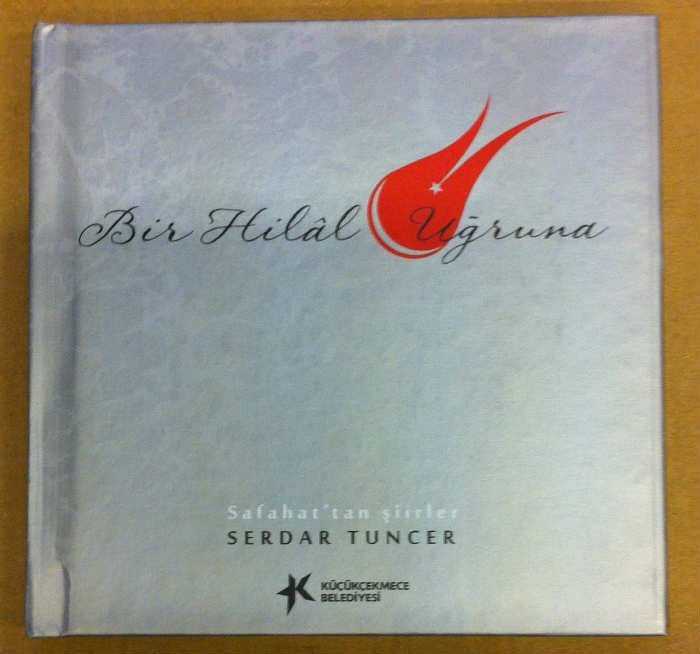 Bir Hilâl Uğruna
Safahat'tan şiirler
SERDAR TUNCER
KÜÇÜKÇEKMECE
BELEDİYESİ